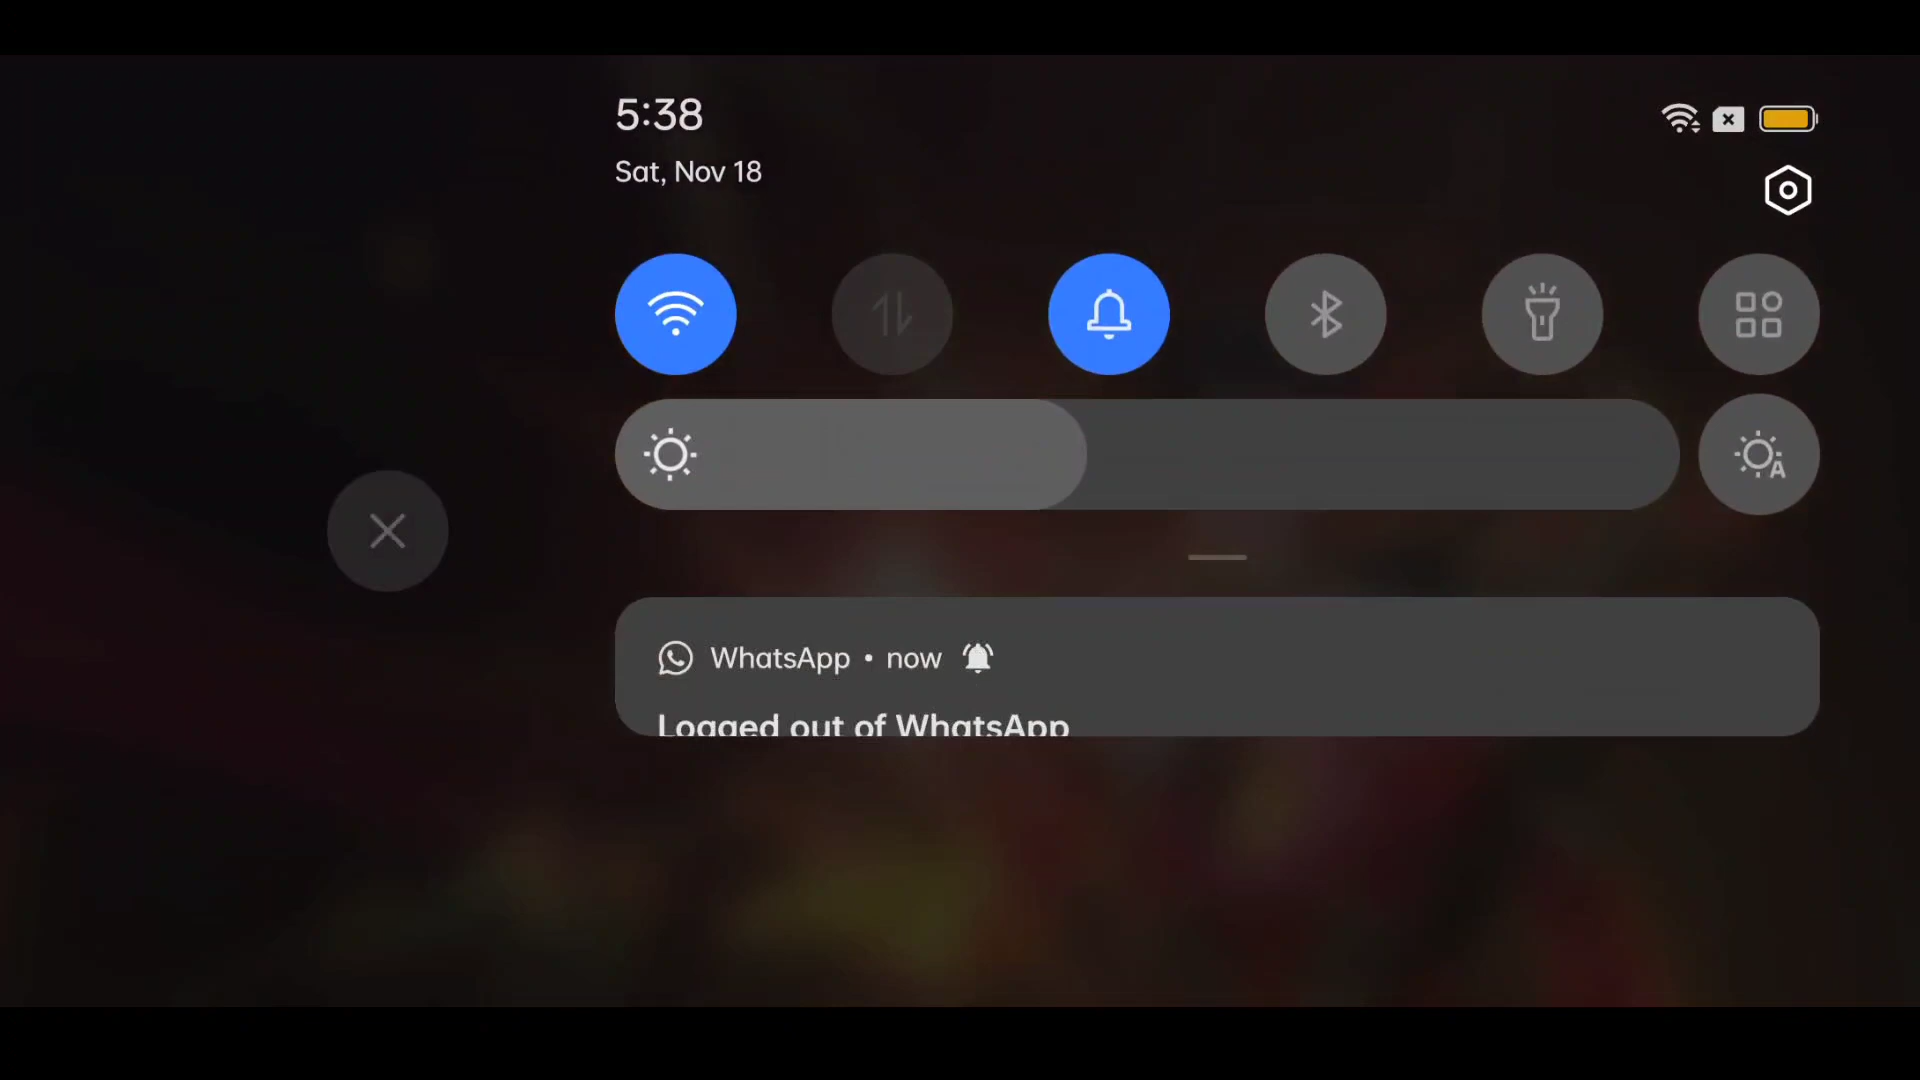 5:38
Sat, Nov 18
A
WhatsApp • now
Logged out of WhatsApp